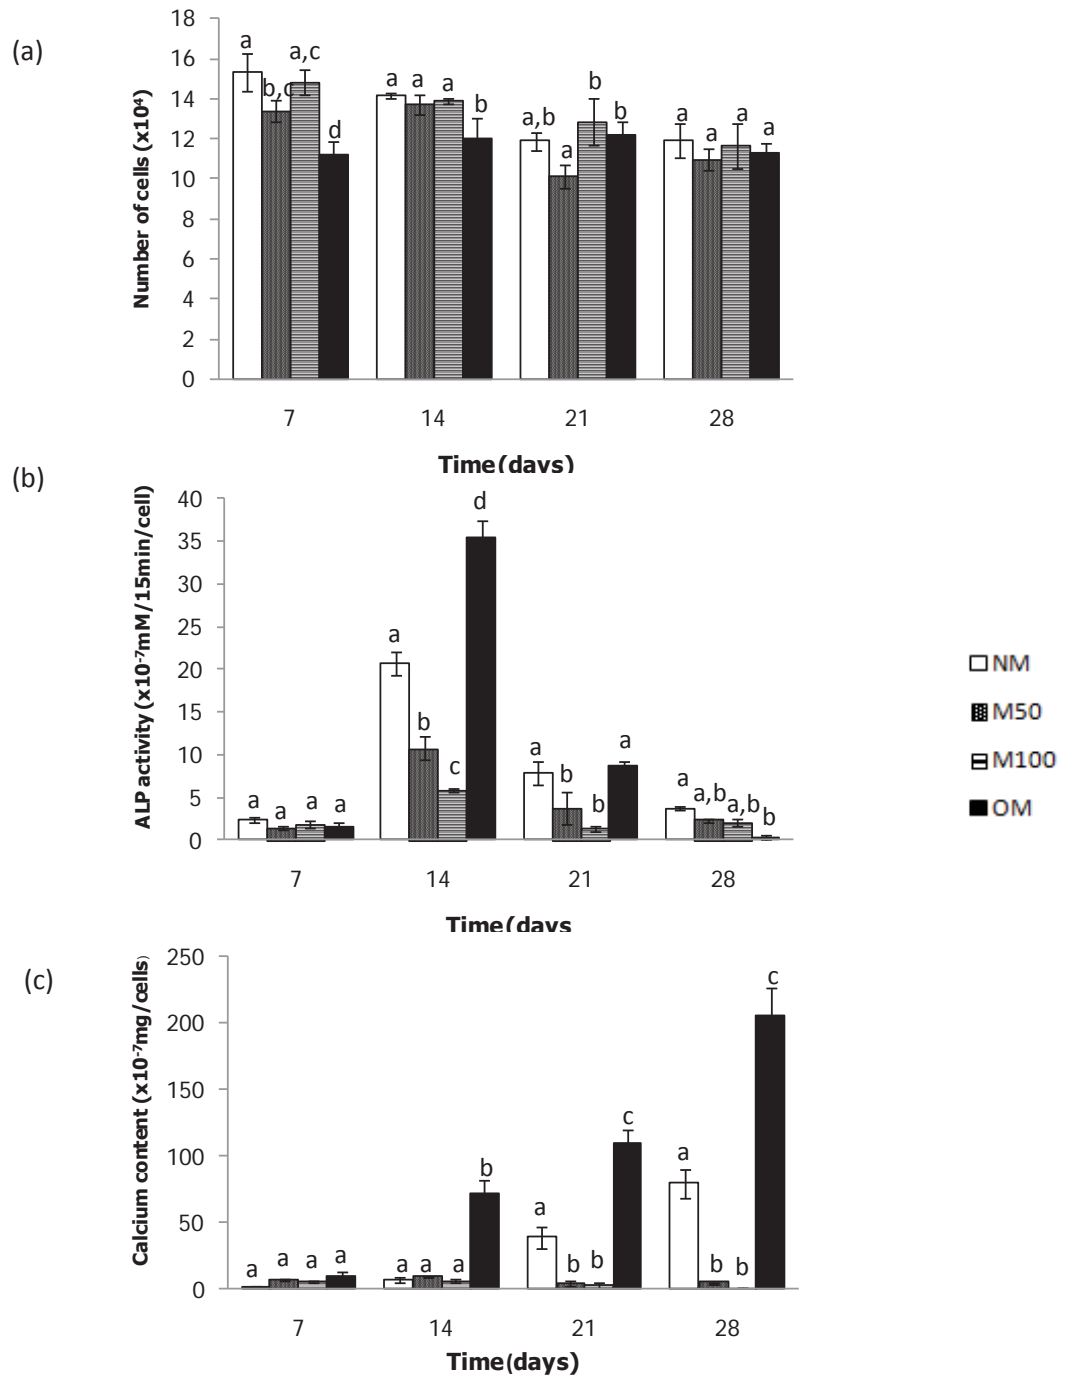 (a)
Number of cells (x10⁴)
18
16
14
12
10
8
6
4
2
0
a
b,c
a,c
d
a
a
a
b
a,b
a
b
b
a
a
a
a
7 14 21 28
Time(days)
(b)
ALP activity (x10⁻⁷mM/15min/cell)
40
35
30
25
20
15
10
5
0
a
a
a
a
a
b
c
d
a
b
b
a
a
a,b
a,b
b
7 14 21 28
Time(days
NM
M50
M100
OM
(c)
Calcium content (x10⁻⁷mg/cells)
250
200
150
100
50
0
a
a
a
a
a
a
a
b
a
b
b
c
a
b
b
c
7 14 21 28
Time(days)